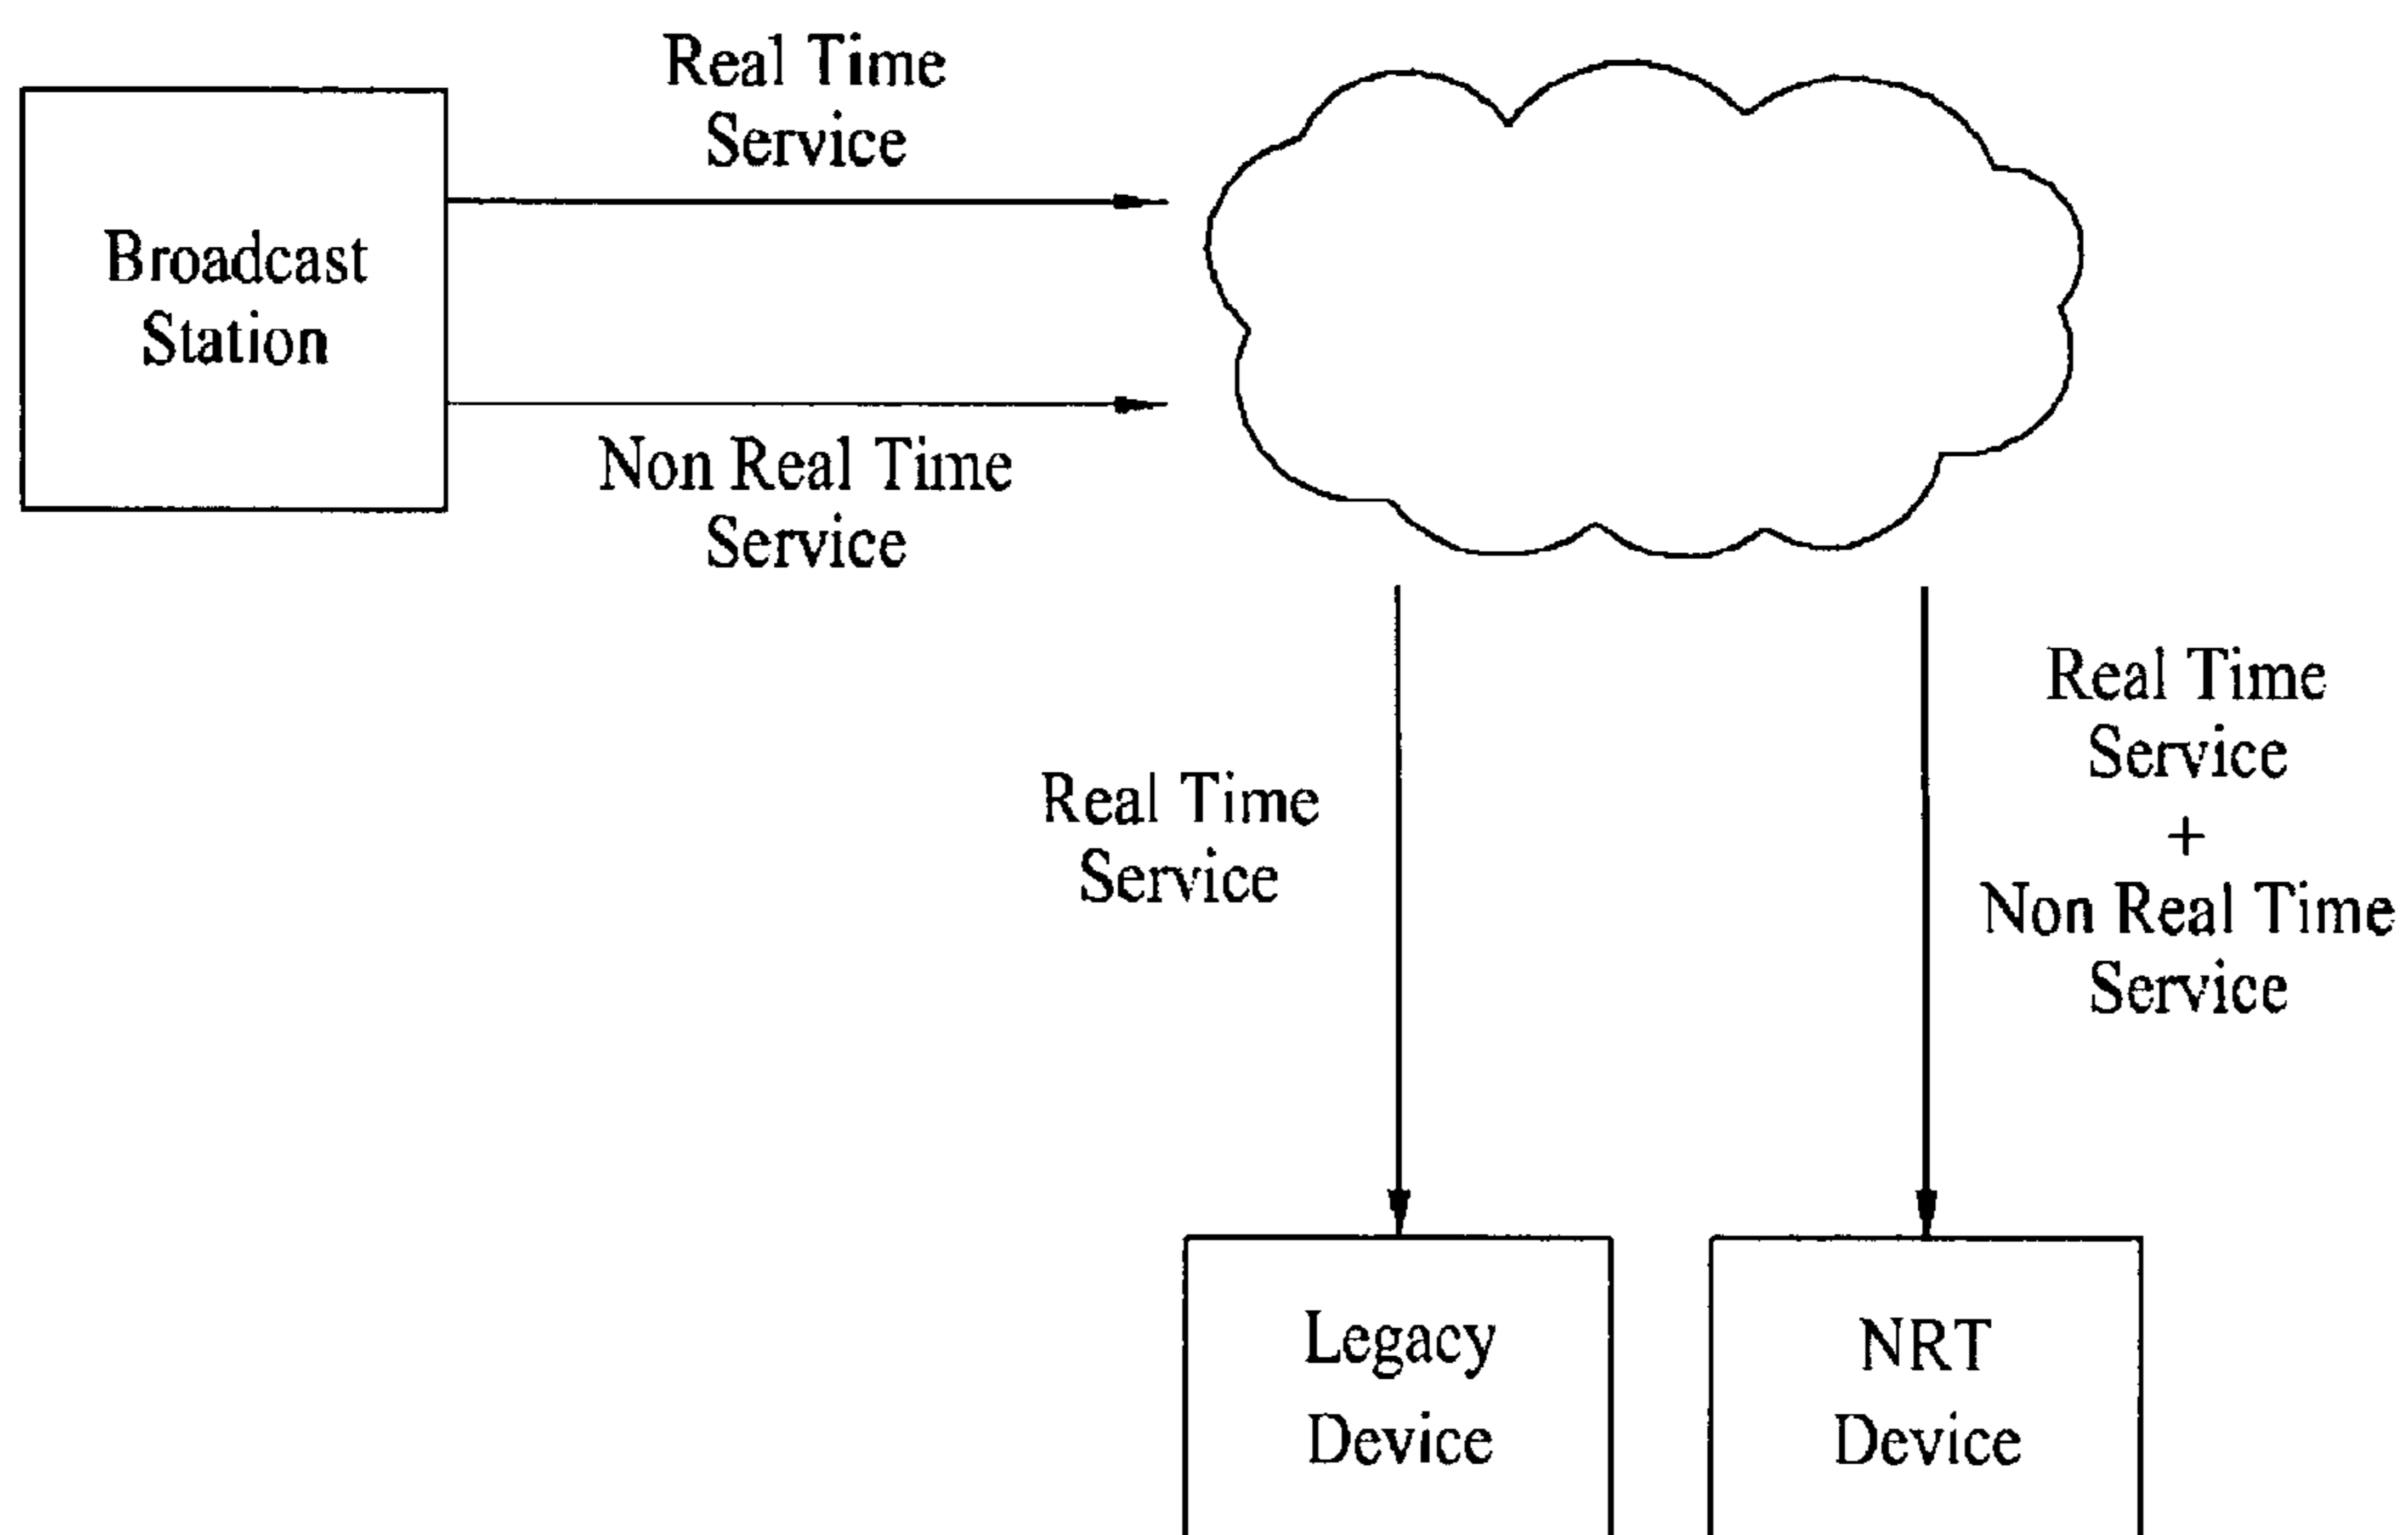 Real Time
Service
Broadcast
Station
Non Real Time
Service
Real Time
Service
Real Time
Service
+
Non Real Time
Service
Legacy
Device
NRT
Device